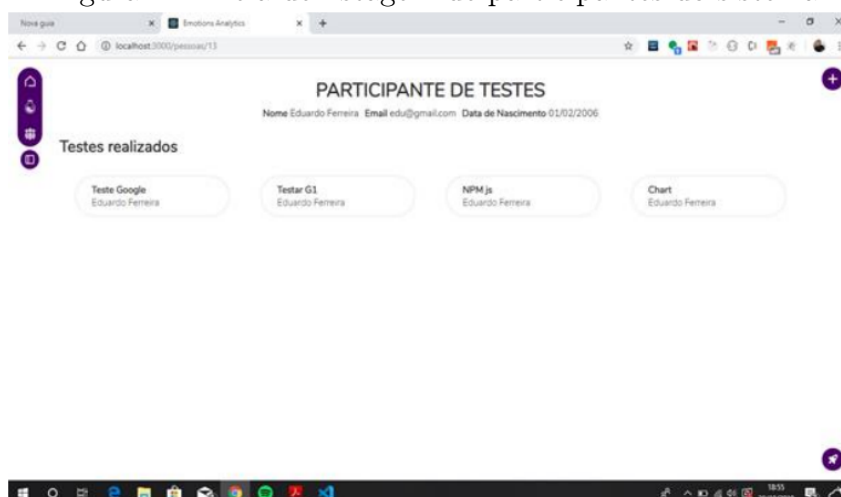 Nova guia
Emotions Analytics
localhost:3000/pessoas/13
PARTICIPANTE DE TESTES
Nome Eduardo Ferreira Email edu@gmail.com Data de Nascimento 01/02/2006
Testes realizados
Teste Google
Eduardo Ferreira
Testar G1
Eduardo Ferreira
NPM js
Eduardo Ferreira
Chart
Eduardo Ferreira
18:55